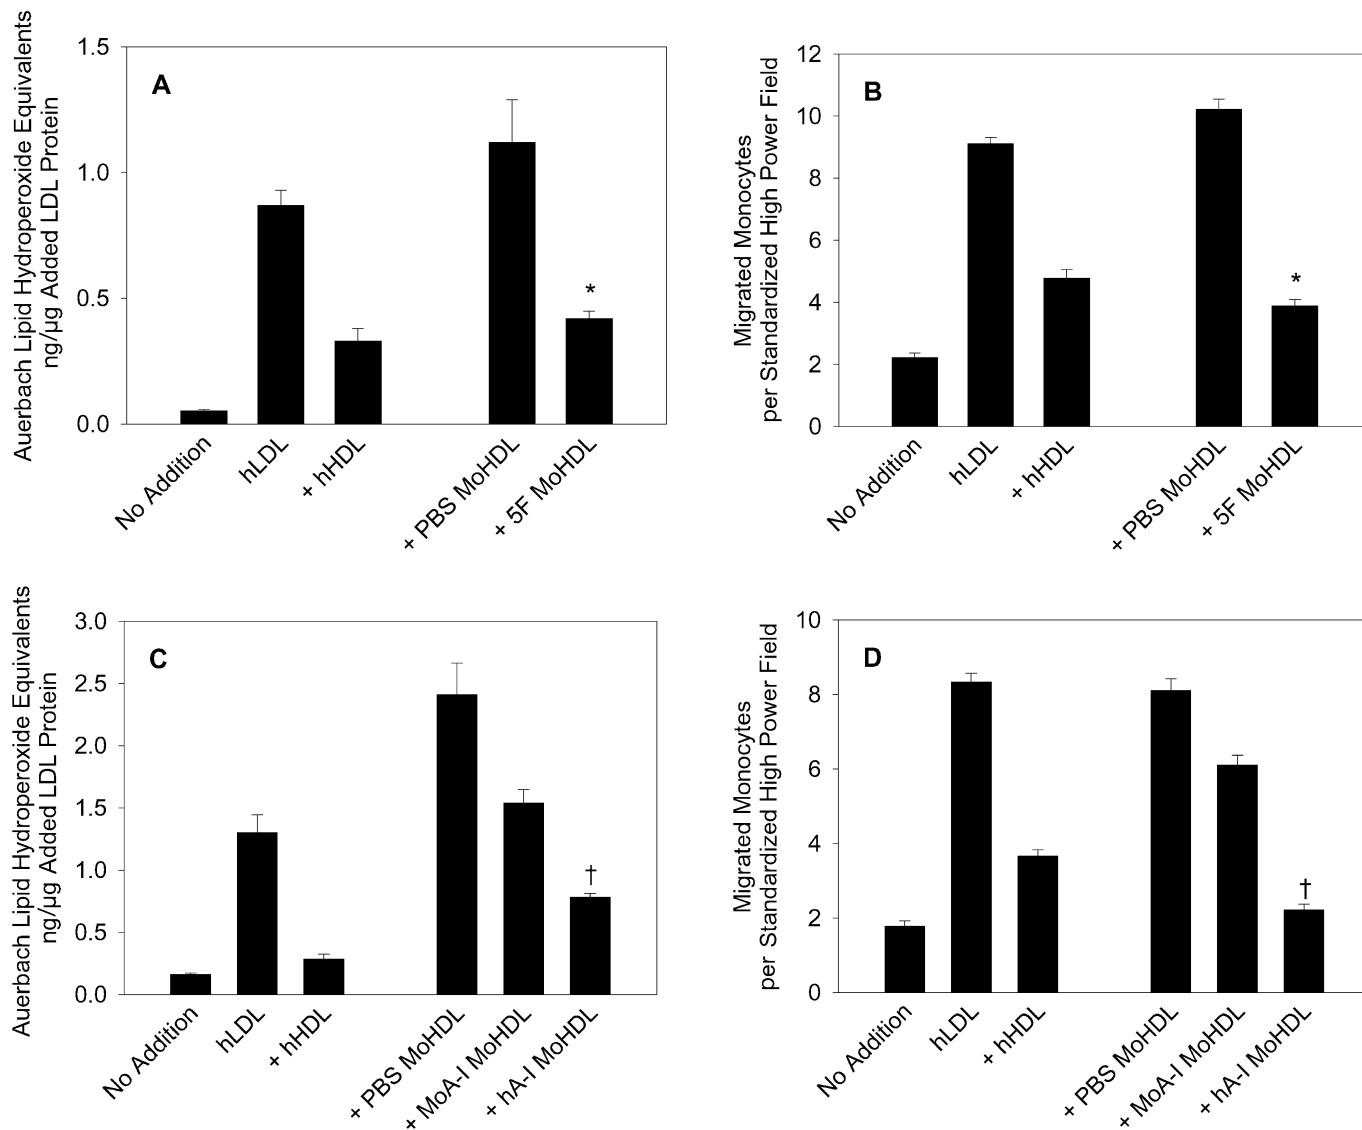 Auerbach Lipid Hydroperoxide Equivalents
ng/µg Added LDL Protein
1.5
1.0
0.5
0.0
A
*
No Addition
hLDL
+ hHDL
+ PBS MoHDL
+ 5F MoHDL
Migrated Monocytes
per Standardized High Power Field
12
10
8
6
4
2
0
B
*
No Addition
hLDL
+ hHDL
+ PBS MoHDL
+ 5F MoHDL
Auerbach Lipid Hydroperoxide Equivalents
ng/µg Added LDL Protein
3.0
2.5
2.0
1.5
1.0
0.5
0.0
C
†
No Addition
hLDL
+ hHDL
+ PBS MoHDL
+ MoA-I MoHDL
+ hA-I MoHDL
Migrated Monocytes
per Standardized High Power Field
10
8
6
4
2
0
D
†
No Addition
hLDL
+ hHDL
+ PBS MoHDL
+ MoA-I MoHDL
+ hA-I MoHDL